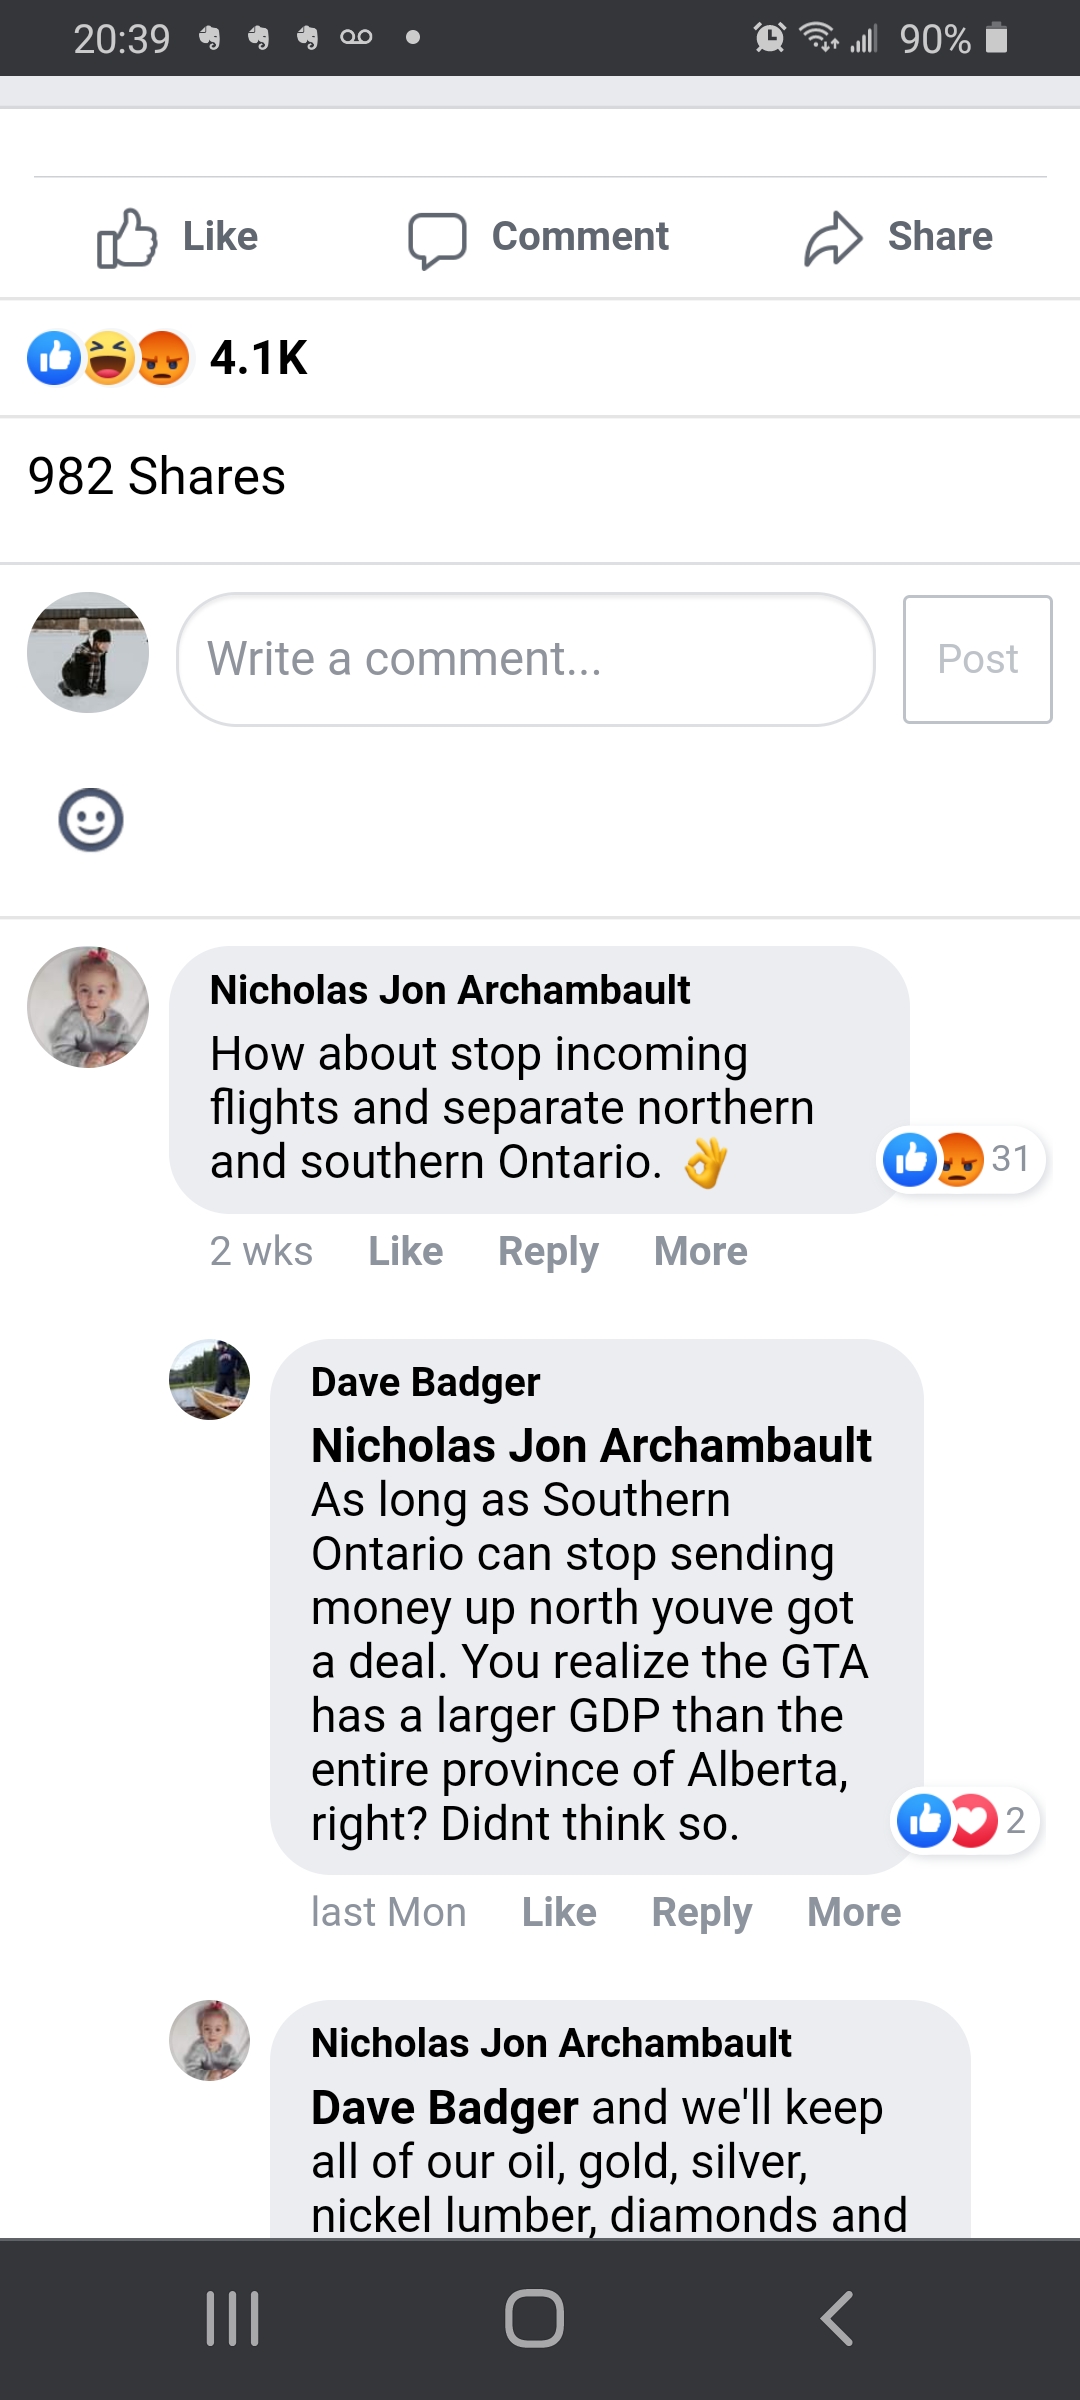 20:39
90%
Like Comment Share
4.1K
982 Shares
Write a comment...
Post
Nicholas Jon Archambault
How about stop incoming
flights and separate northern
and southern Ontario. 👌
31
2 wks Like Reply More
Dave Badger
Nicholas Jon Archambault
As long as Southern
Ontario can stop sending
money up north youve got
a deal. You realize the GTA
has a larger GDP than the
entire province of Alberta,
right? Didnt think so.
2
last Mon Like Reply More
Nicholas Jon Archambault
Dave Badger and we'll keep
all of our oil, gold, silver,
nickel lumber, diamonds and